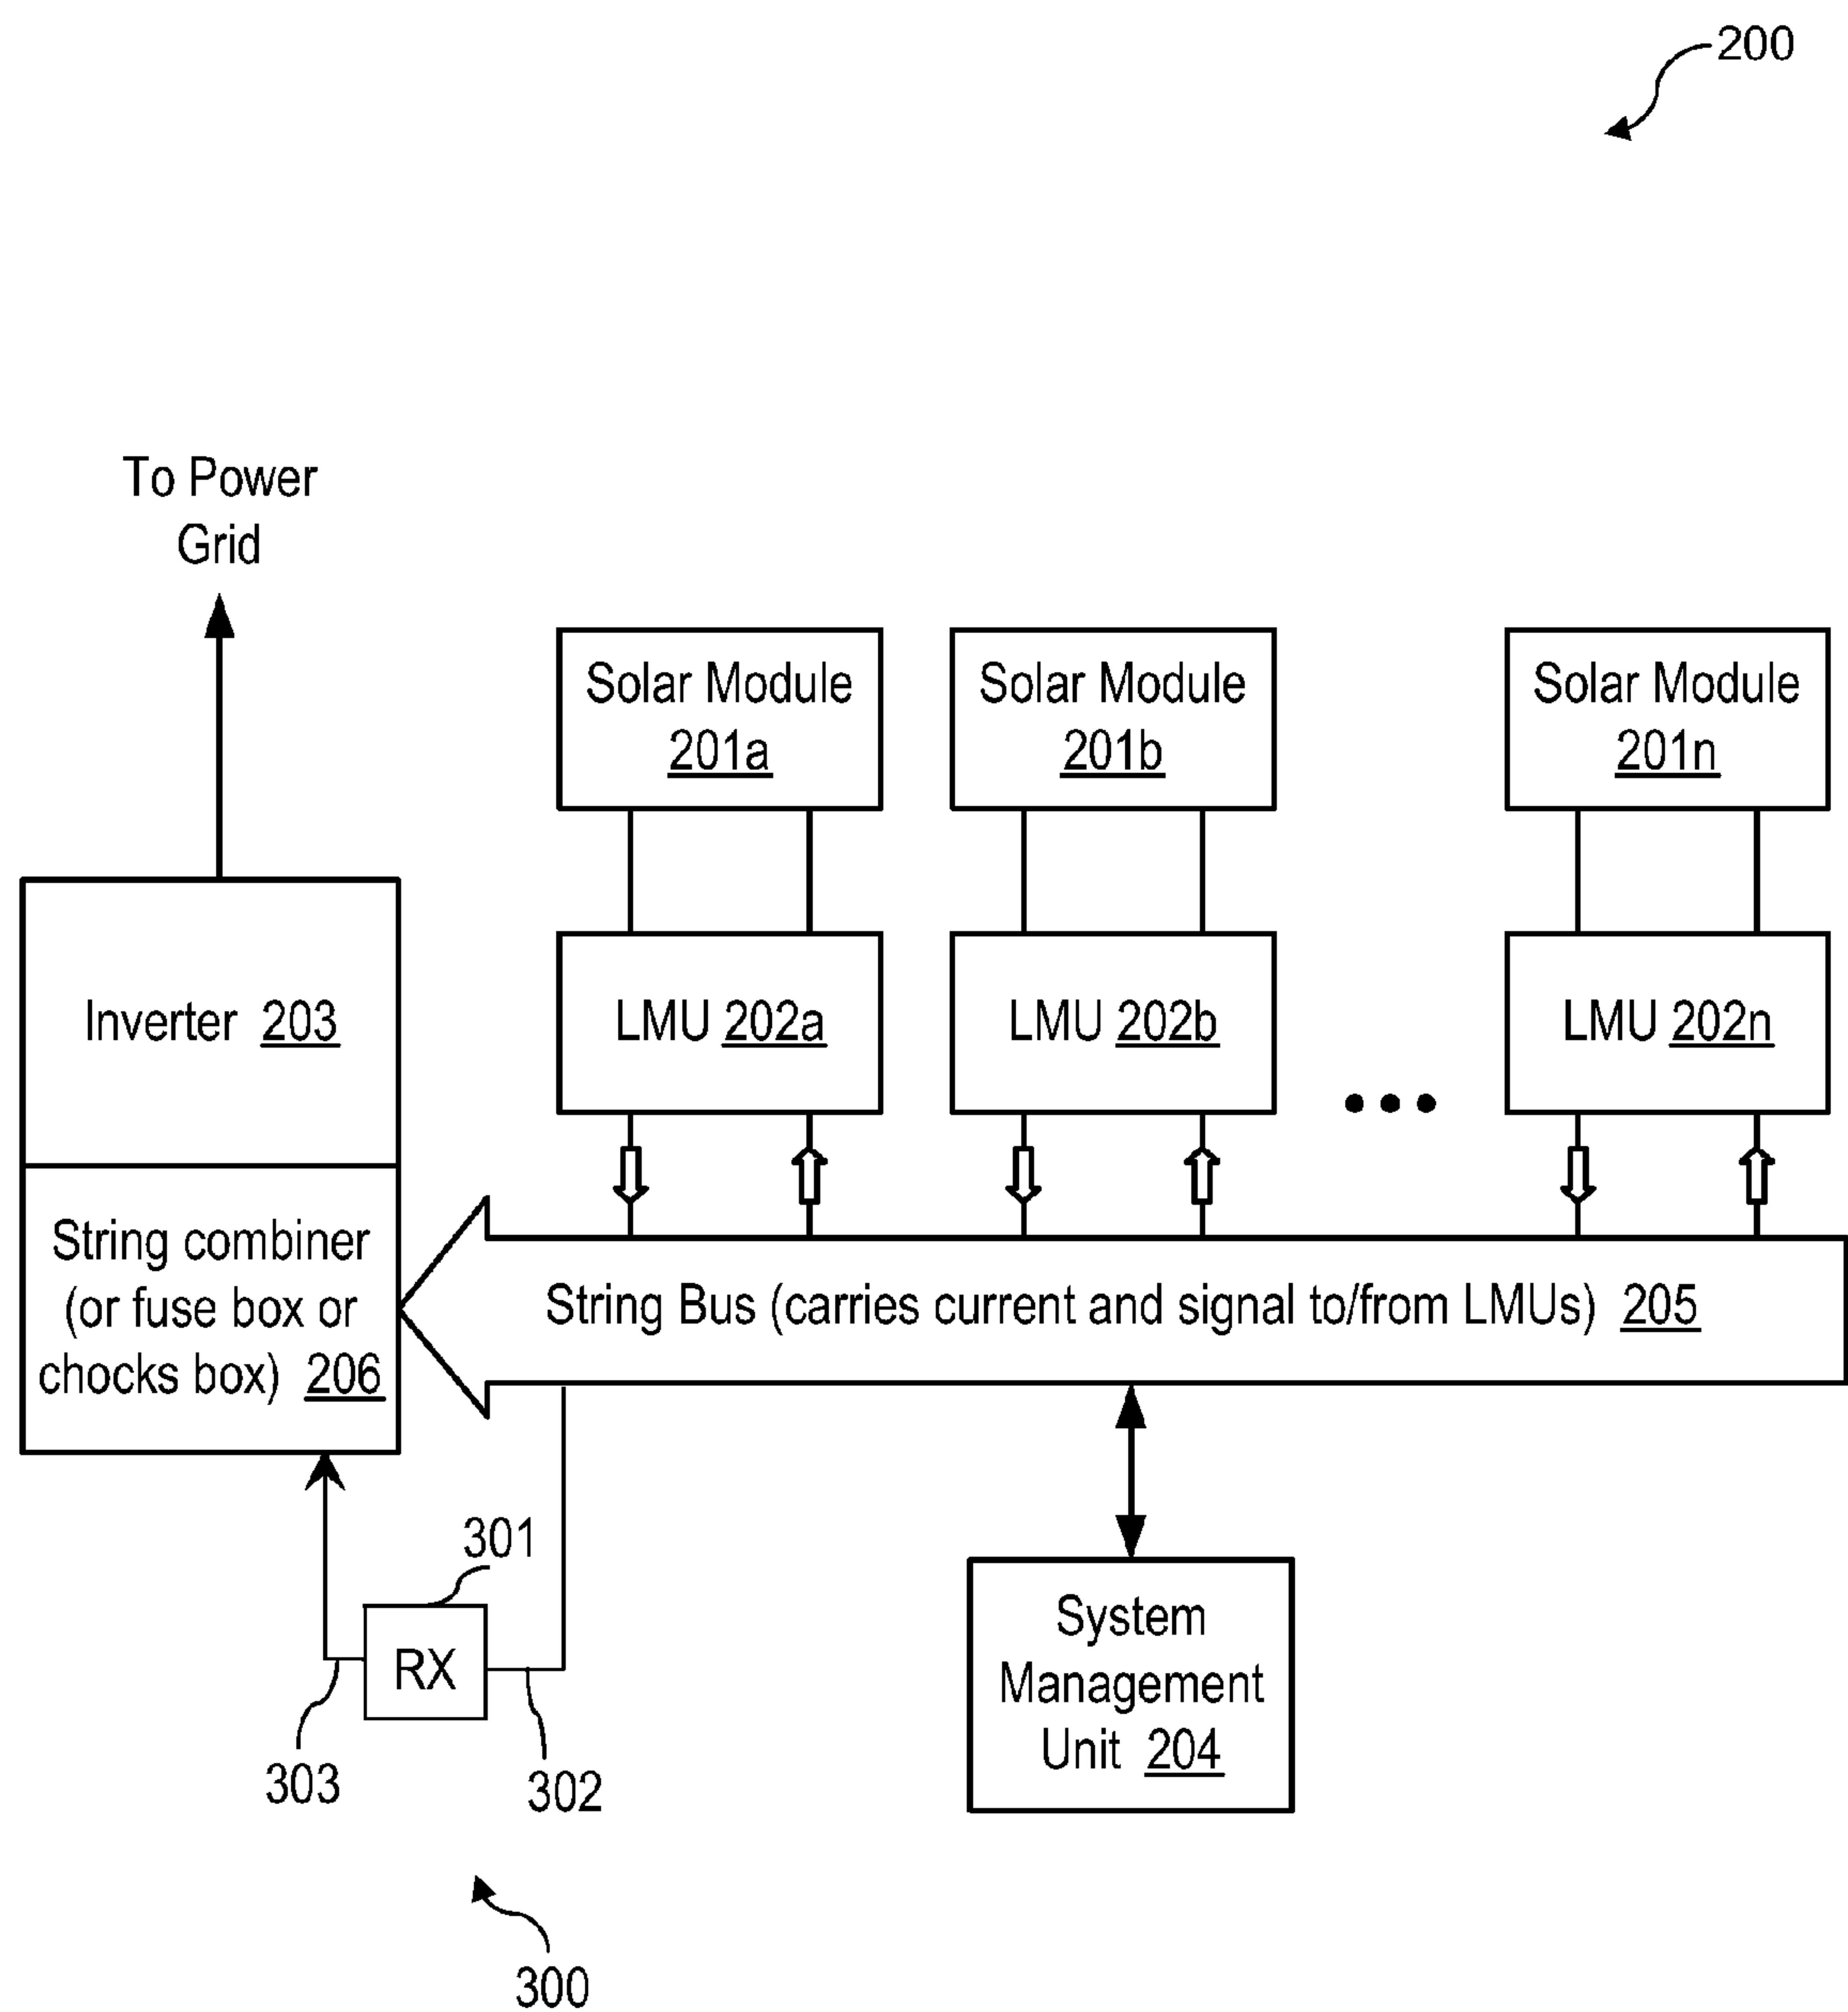 200
To Power
Grid
Solar Module
201a
Solar Module
201b
Solar Module
201n
Inverter 203
LMU 202a
LMU 202b
LMU 202n
String combiner
(or fuse box or
chocks box) 206
String Bus (carries current and signal to/from LMUs) 205
301
RX
303
302
System
Management
Unit 204
300